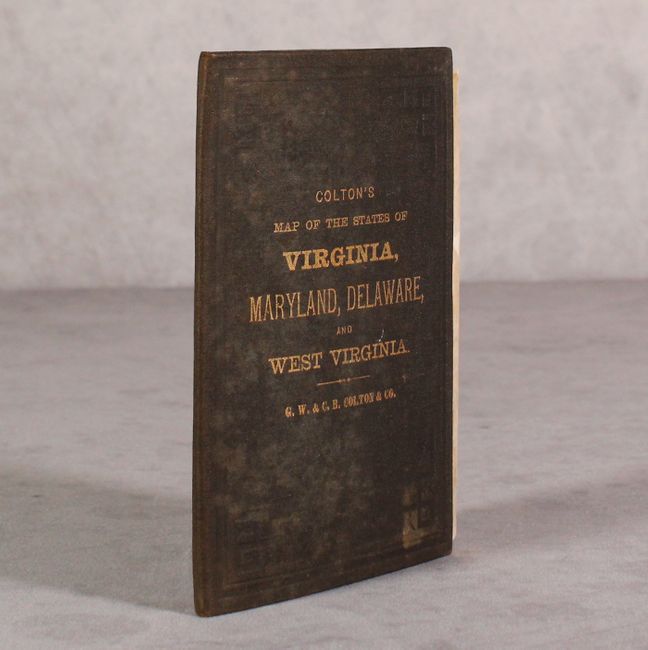 COLTON'S
MAP OF THE STATES OF
VIRGINIA,
MARYLAND, DELAWARE,
AND
WEST VIRGINIA.
G. W. & C. B. COLTON & CO.